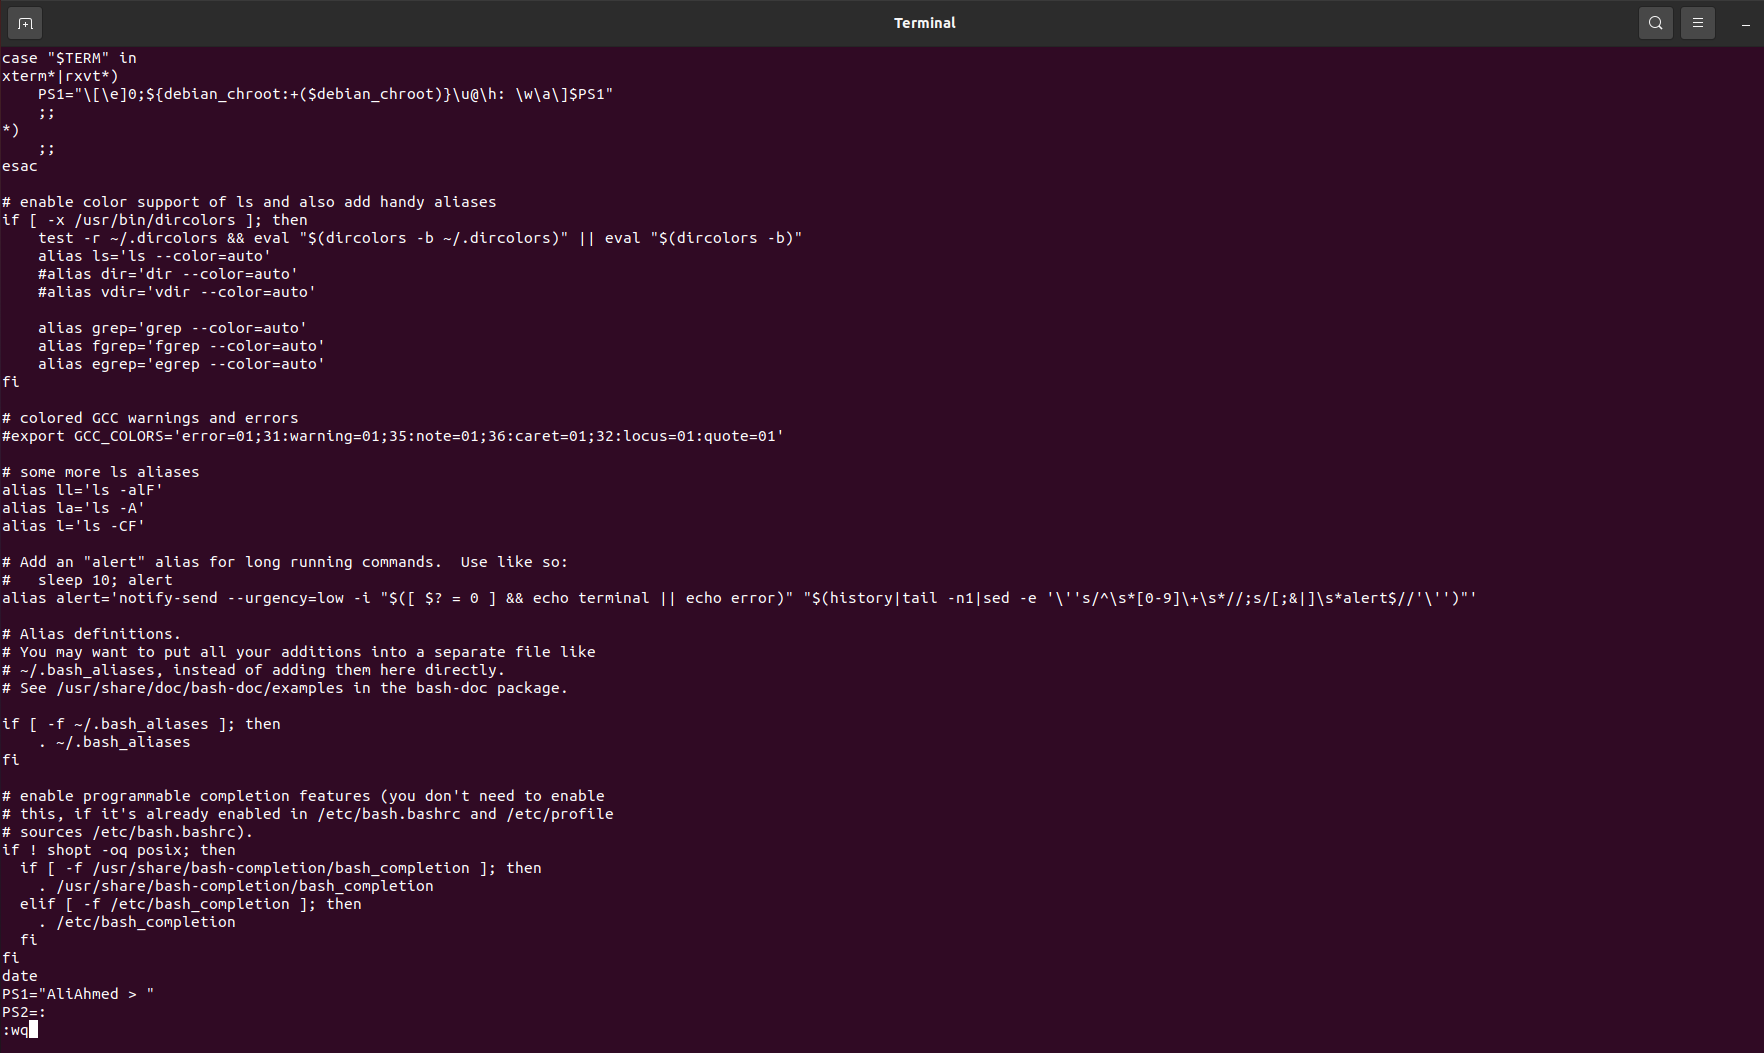 Terminal
case "$TERM" in
xterm*|rxvt*)
    PS1="\[\e]0;${debian_chroot:+($debian_chroot)}\u@\h: \w\a\]$PS1"
    ;;
*)
    ;;
esac

# enable color support of ls and also add handy aliases
if [ -x /usr/bin/dircolors ]; then
    test -r ~/.dircolors && eval "$(dircolors -b ~/.dircolors)" || eval "$(dircolors -b)"
    alias ls='ls --color=auto'
    #alias dir='dir --color=auto'
    #alias vdir='vdir --color=auto'

    alias grep='grep --color=auto'
    alias fgrep='fgrep --color=auto'
    alias egrep='egrep --color=auto'
fi

# colored GCC warnings and errors
#export GCC_COLORS='error=01;31:warning=01;35:note=01;36:caret=01;32:locus=01:quote=01'

# some more ls aliases
alias ll='ls -alF'
alias la='ls -A'
alias l='ls -CF'

# Add an "alert" alias for long running commands.  Use like so:
#   sleep 10; alert
alias alert='notify-send --urgency=low -i "$([ $? = 0 ] && echo terminal || echo error)" "$(history|tail -n1|sed -e '\''s/^\s*[0-9]\+\s*//;s/[;&|]\s*alert$//'\'')"'

# Alias definitions.
# You may want to put all your additions into a separate file like
# ~/.bash_aliases, instead of adding them here directly.
# See /usr/share/doc/bash-doc/examples in the bash-doc package.

if [ -f ~/.bash_aliases ]; then
    . ~/.bash_aliases
fi

# enable programmable completion features (you don't need to enable
# this, if it's already enabled in /etc/bash.bashrc and /etc/profile
# sources /etc/bash.bashrc).
if ! shopt -oq posix; then
  if [ -f /usr/share/bash-completion/bash_completion ]; then
    . /usr/share/bash-completion/bash_completion
  elif [ -f /etc/bash_completion ]; then
    . /etc/bash_completion
  fi
fi
date
PS1="AliAhmed > "
PS2=:
:wq